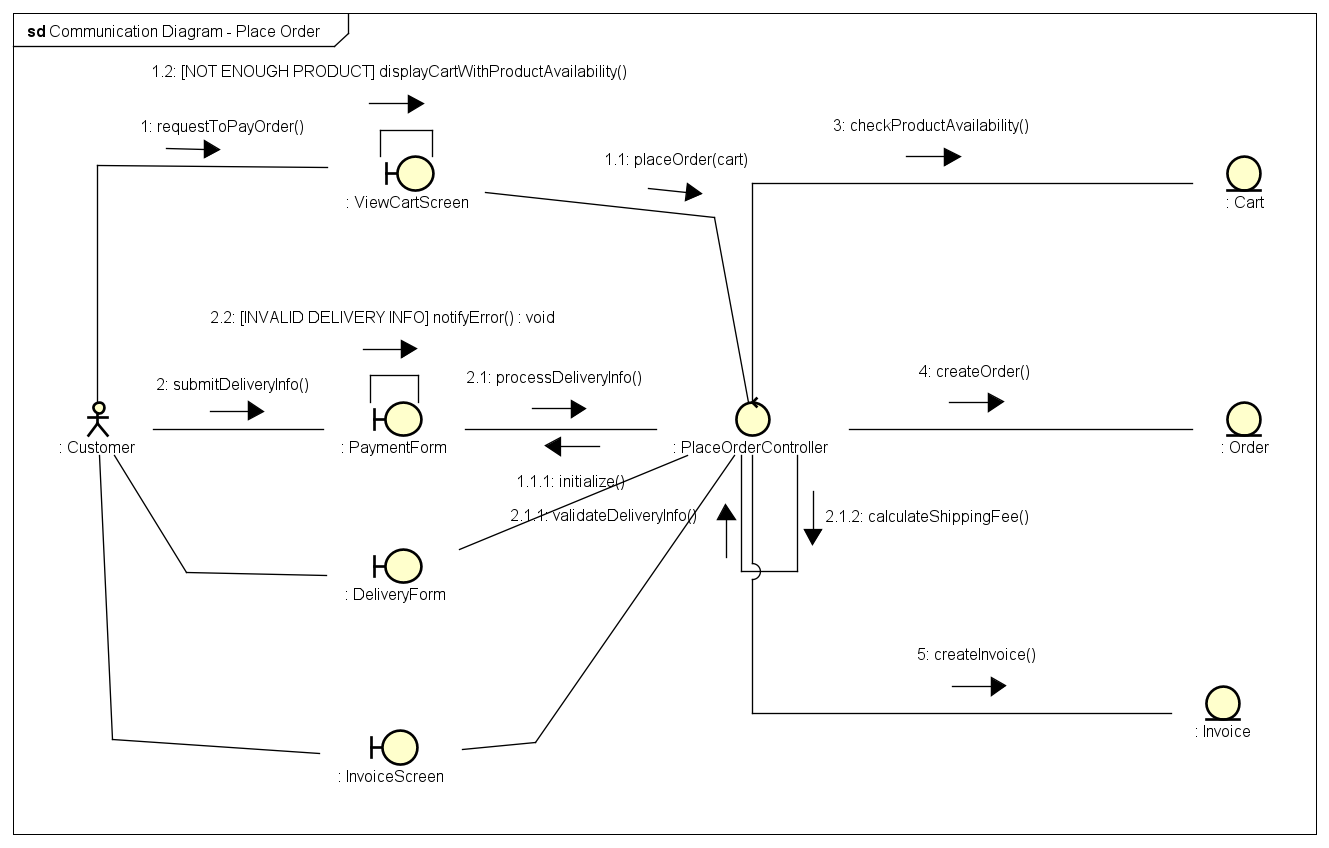 sd Communication Diagram - Place Order
1.2: [NOT ENOUGH PRODUCT] displayCartWithProductAvailability()
1: requestToPayOrder()
3: checkProductAvailability()
1.1: placeOrder(cart)
: ViewCartScreen
: Cart
2.2: [INVALID DELIVERY INFO] notifyError() : void
2: submitDeliveryInfo()
2.1: processDeliveryInfo()
4: createOrder()
: Customer
: PaymentForm
: PlaceOrderController
: Order
1.1.1: initialize()
2.1.1: validateDeliveryInfo()
2.1.2: calculateShippingFee()
: DeliveryForm
5: createInvoice()
: Invoice
: InvoiceScreen